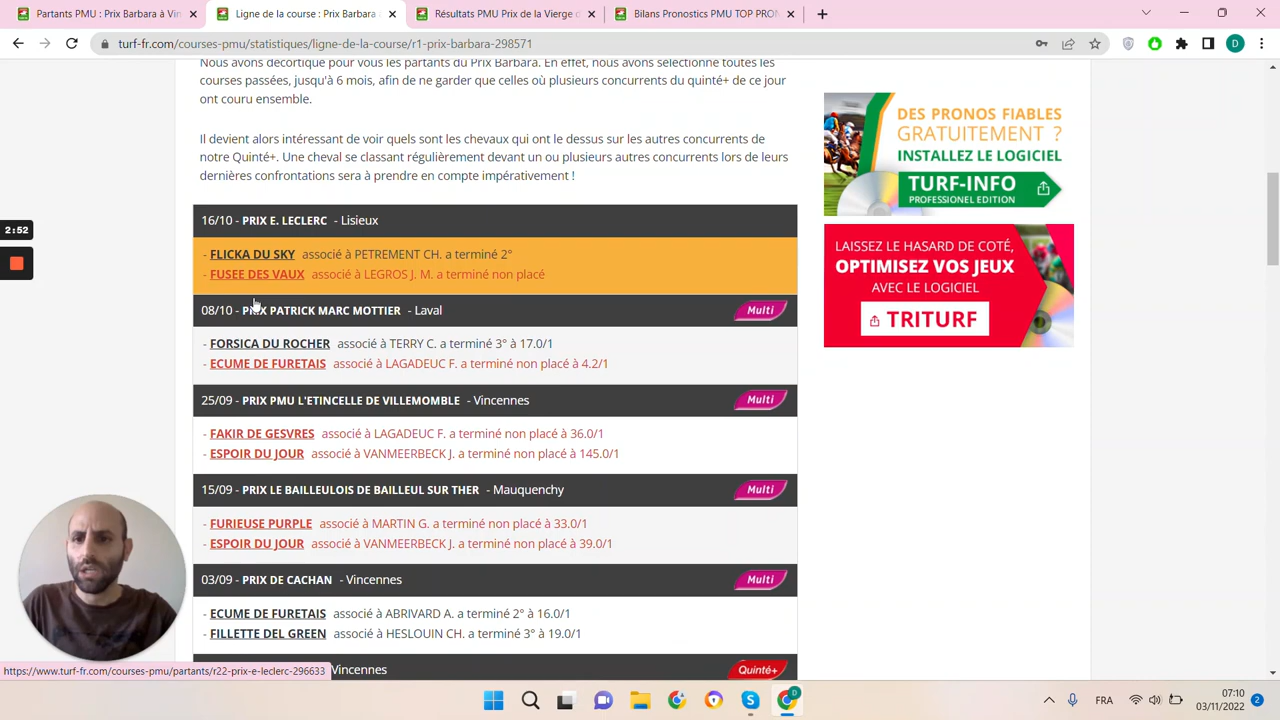 Partants PMU : Prix Barbara à Vin
Ligne de la course : Prix Barbara
Résultats PMU Prix de la Vierge d
Bilans Pronostics PMU TOP PRON
turf-fr.com/courses-pmu/statistiques/ligne-de-la-course/r1-prix-barbara-298571
D
Nous avons décortiqué pour vous les partants du Prix Barbara. En effet, nous avons sélectionné toutes les
courses passées, jusqu'à 6 mois, afin de ne garder que celles où plusieurs concurrents du quinté+ de ce jour
ont couru ensemble.
Il devient alors intéressant de voir quels sont les chevaux qui ont le dessus sur les autres concurrents de
notre Quinté+. Une cheval se classant régulièrement devant un ou plusieurs autres concurrents lors de leurs
dernières confrontations sera à prendre en compte impérativement !
DES PRONOS FIABLES
GRATUITEMENT ?
INSTALLEZ LE LOGICIEL
TURF-INFO
PROFESSIONEL EDITION
LAISSEZ LE HASARD DE COTÉ,
OPTIMISEZ VOS JEUX
AVEC LE LOGICIEL
TRITURF
2:52
16/10 - PRIX E. LECLERC - Lisieux
- FLICKA DU SKY associé à PETREMENT CH. a terminé 2°
- FUSEE DES VAUX associé à LEGROS J. M. a terminé non placé
08/10 - PRIX PATRICK MARC MOTTIER - Laval Multi
- FORSICA DU ROCHER associé à TERRY C. a terminé 3° à 17.0/1
- ECUME DE FURETAIS associé à LAGADEUC F. a terminé non placé à 4.2/1
25/09 - PRIX PMU L'ETINCELLE DE VILLEMOMBLE - Vincennes Multi
- FAKIR DE GESVRES associé à LAGADEUC F. a terminé non placé à 36.0/1
- ESPOIR DU JOUR associé à VANMEERBECK J. a terminé non placé à 145.0/1
15/09 - PRIX LE BAILLEULOIS DE BAILLEUL SUR THER - Mauquenchy Multi
- FURIEUSE PURPLE associé à MARTIN G. a terminé non placé à 33.0/1
- ESPOIR DU JOUR associé à VANMEERBECK J. a terminé non placé à 39.0/1
03/09 - PRIX DE CACHAN - Vincennes Multi
- ECUME DE FURETAIS associé à ABRIVARD A. a terminé 2° à 16.0/1
- FILLETTE DEL GREEN associé à HESLOUIN CH. a terminé 3° à 19.0/1
Vincennes Quinté+
https://www.turf-fr.com/courses-pmu/partants/r22-prix-e-leclerc-296633
FRA
07:10
03/11/2022
2